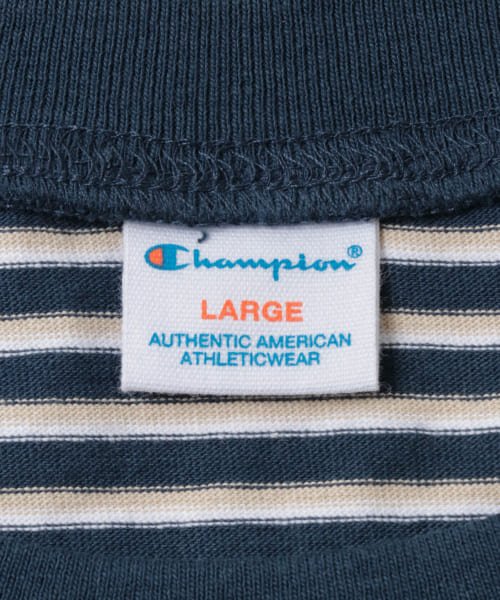 Champion®
LARGE
AUTHENTIC AMERICAN
ATHLETICWEAR